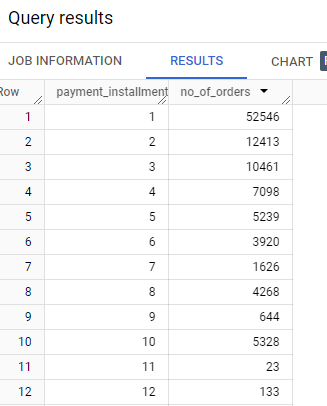 Query results
JOB INFORMATION RESULTS CHART
Row payment_installment no_of_orders
1 1 52546
2 2 12413
3 3 10461
4 4 7098
5 5 5239
6 6 3920
7 7 1626
8 8 4268
9 9 644
10 10 5328
11 11 23
12 12 133